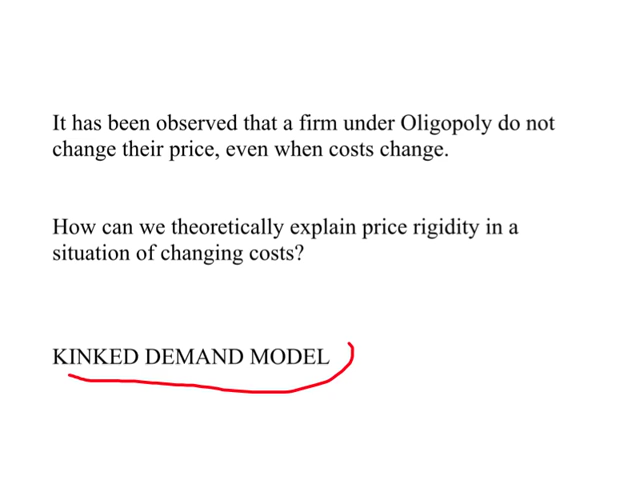 It has been observed that a firm under Oligopoly do not
change their price, even when costs change.
How can we theoretically explain price rigidity in a
situation of changing costs?
KINKED DEMAND MODEL